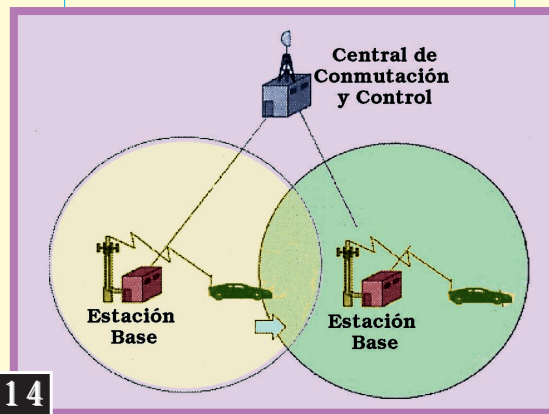 Central de
Conmutación
y Control
Estación
Base
Estación
Base
14